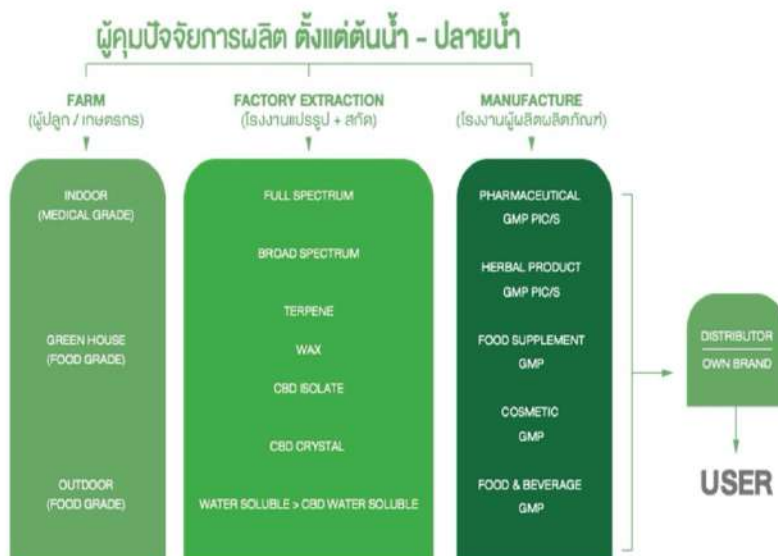 ผู้คุมปัจจัยการผลิต ตั้งแต่ต้นน้ำ - ปลายน้ำ
FARM
(ผู้ปลูก / เกษตรกร)
FACTORY EXTRACTION
(โรงงานแปรรูป + สกัด)
MANUFACTURE
(โรงงานผู้ผลิตผลิตภัณฑ์)
INDOOR
(MEDICAL GRADE)
GREEN HOUSE
(FOOD GRADE)
OUTDOOR
(FOOD GRADE)
FULL SPECTRUM
BROAD SPECTRUM
TERPENE
WAX
CBD ISOLATE
CBD CRYSTAL
WATER SOLUBLE > CBD WATER SOLUBLE
PHARMACEUTICAL
GMP PIC/S
HERBAL PRODUCT
GMP PIC/S
FOOD SUPPLEMENT
GMP
COSMETIC
GMP
FOOD & BEVERAGE
GMP
DISTRIBUTOR
OWN BRAND
USER